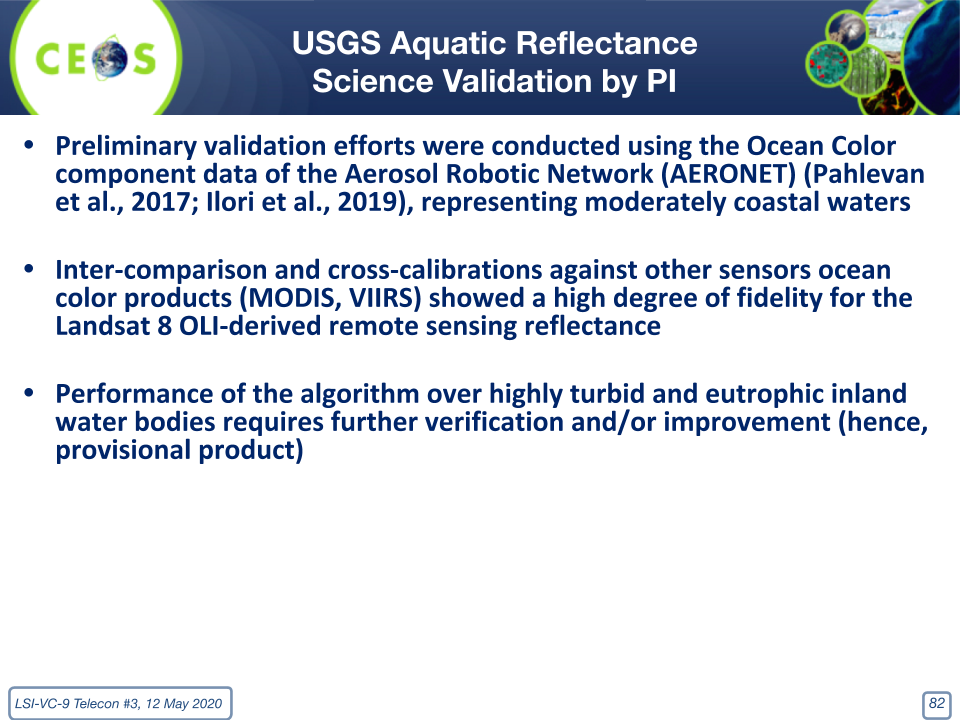 CEOS
USGS Aquatic Reflectance
Science Validation by PI
• Preliminary validation efforts were conducted using the Ocean Color
component data of the Aerosol Robotic Network (AERONET) (Pahlevan
et al., 2017; Ilori et al., 2019), representing moderately coastal waters
• Inter-comparison and cross-calibrations against other sensors ocean
color products (MODIS, VIIRS) showed a high degree of fidelity for the
Landsat 8 OLI-derived remote sensing reflectance
• Performance of the algorithm over highly turbid and eutrophic inland
water bodies requires further verification and/or improvement (hence,
provisional product)
LSI-VC-9 Telecon #3, 12 May 2020
82